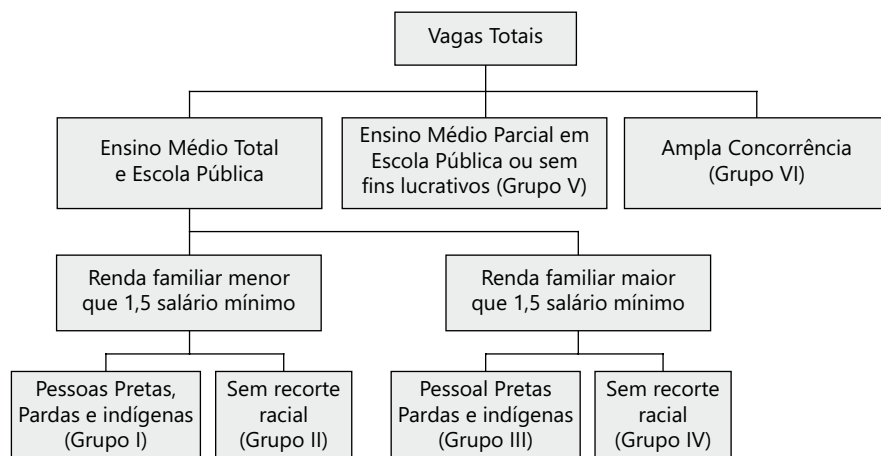 Vagas Totais
Ensino Médio Total
e Escola Pública
Ensino Médio Parcial em
Escola Pública ou sem
fins lucrativos (Grupo V)
Ampla Concorrência
(Grupo VI)
Renda familiar menor
que 1,5 salário mínimo
Renda familiar maior
que 1,5 salário mínimo
Pessoas Pretas,
Pardas e indígenas
(Grupo I)
Sem recorte
racial
(Grupo II)
Pessoal Pretas
Pardas e indígenas
(Grupo III)
Sem recorte
racial
(Grupo IV)